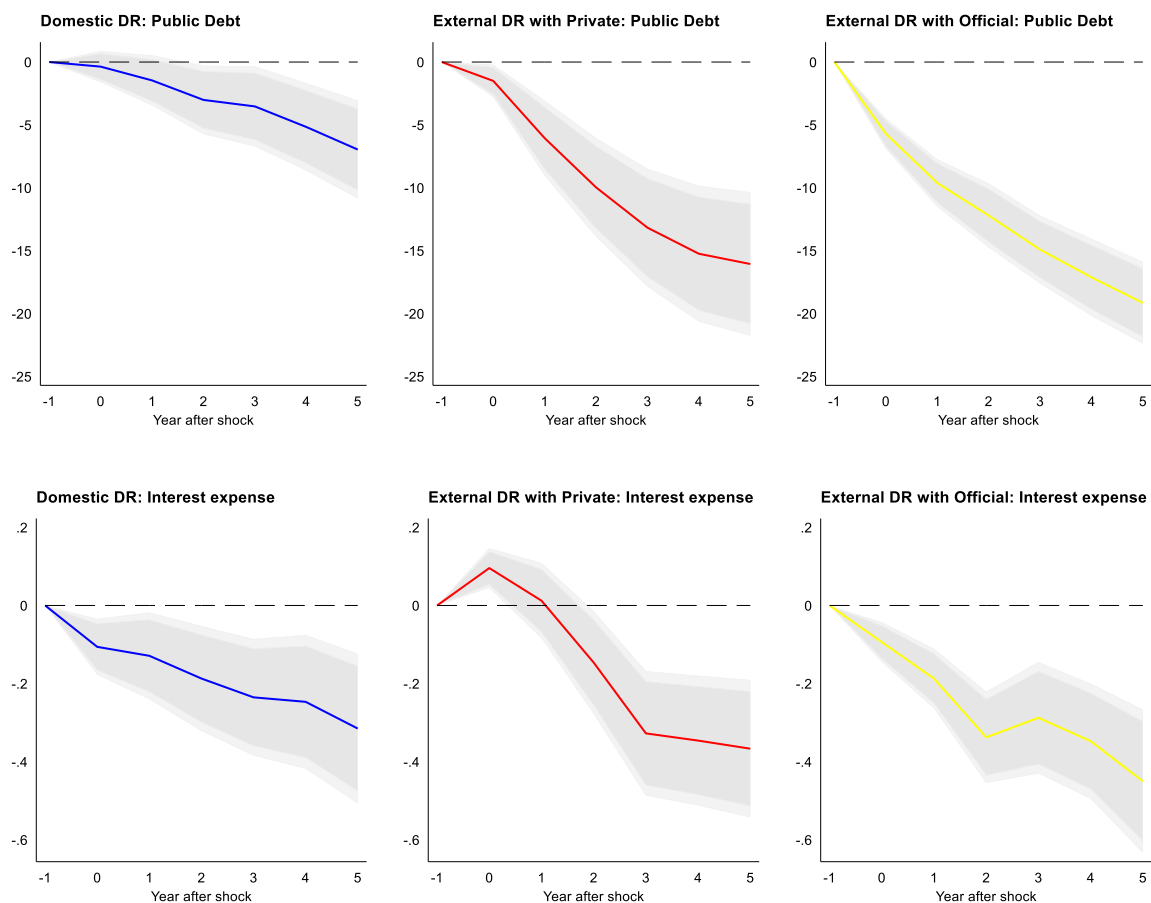 Domestic DR: Public Debt
0
-5
-10
-15
-20
-25
-1 0 1 2 3 4 5
Year after shock
External DR with Private: Public Debt
0
-5
-10
-15
-20
-25
-1 0 1 2 3 4 5
Year after shock
External DR with Official: Public Debt
0
-5
-10
-15
-20
-25
-1 0 1 2 3 4 5
Year after shock
Domestic DR: Interest expense
.2
0
-.2
-.4
-.6
-1 0 1 2 3 4 5
Year after shock
External DR with Private: Interest expense
.2
0
-.2
-.4
-.6
-1 0 1 2 3 4 5
Year after shock
External DR with Official: Interest expense
.2
0
-.2
-.4
-.6
-1 0 1 2 3 4 5
Year after shock